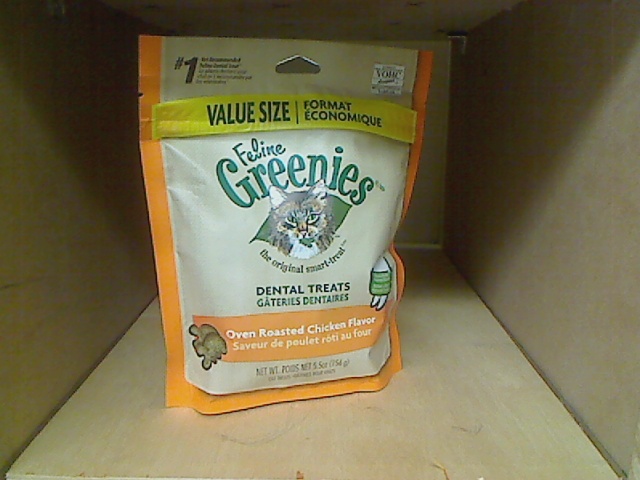 #1
VALUE SIZE | FORMAT ÉCONOMIQUE
Feline
Greenies
the original smart-treat
DENTAL TREATS
GÂTERIES DENTAIRES
Oven Roasted Chicken Flavor
Saveur de poulet rôti au four
NET WT. POIDS NET 5.5oz (156 g)